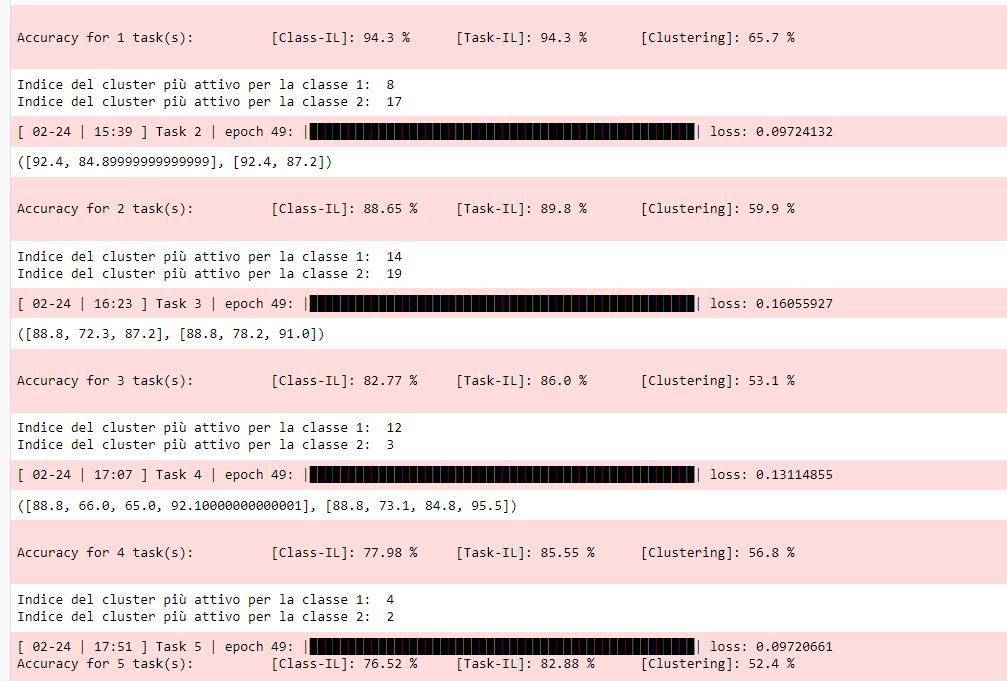 Accuracy for 1 task(s): [Class-IL]: 94.3 % [Task-IL]: 94.3 % [Clustering]: 65.7 %
Indice del cluster più attivo per la classe 1: 8
Indice del cluster più attivo per la classe 2: 17
[ 02-24 | 15:39 ] Task 2 | epoch 49: | | loss: 0.09724132
([92.4, 84.89999999999999], [92.4, 87.2])
Accuracy for 2 task(s): [Class-IL]: 88.65 % [Task-IL]: 89.8 % [Clustering]: 59.9 %
Indice del cluster più attivo per la classe 1: 14
Indice del cluster più attivo per la classe 2: 19
[ 02-24 | 16:23 ] Task 3 | epoch 49: | | loss: 0.16055927
([88.8, 72.3, 87.2], [88.8, 78.2, 91.0])
Accuracy for 3 task(s): [Class-IL]: 82.77 % [Task-IL]: 86.0 % [Clustering]: 53.1 %
Indice del cluster più attivo per la classe 1: 12
Indice del cluster più attivo per la classe 2: 3
[ 02-24 | 17:07 ] Task 4 | epoch 49: | | loss: 0.13114855
([88.8, 66.0, 65.0, 92.10000000000001], [88.8, 73.1, 84.8, 95.5])
Accuracy for 4 task(s): [Class-IL]: 77.98 % [Task-IL]: 85.55 % [Clustering]: 56.8 %
Indice del cluster più attivo per la classe 1: 4
Indice del cluster più attivo per la classe 2: 2
[ 02-24 | 17:51 ] Task 5 | epoch 49: | | loss: 0.09720661
Accuracy for 5 task(s): [Class-IL]: 76.52 % [Task-IL]: 82.88 % [Clustering]: 52.4 %